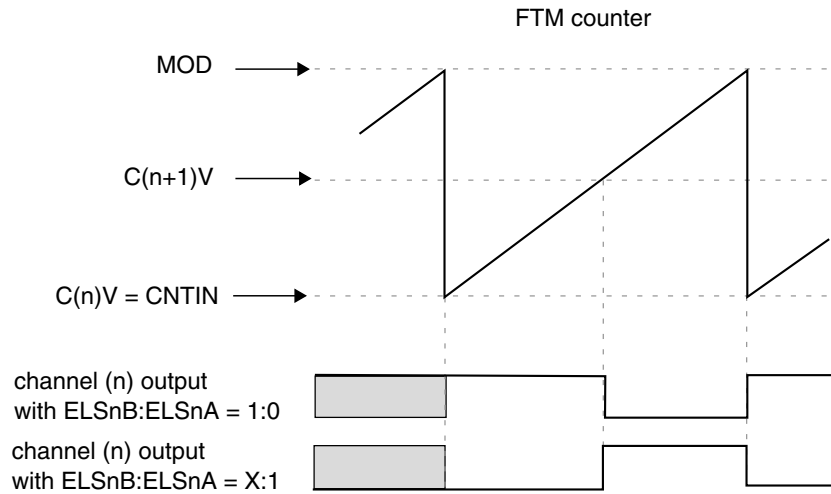 FTM counter
MOD
C(n+1)V
C(n)V = CNTIN
channel (n) output
with ELSnB:ELSnA = 1:0
channel (n) output
with ELSnB:ELSnA = X:1